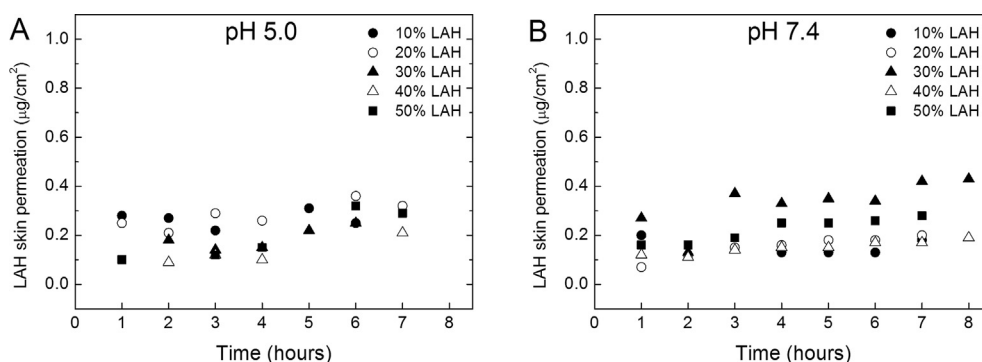 A
pH 5.0
LAH skin permeation (μg/cm²)
1.0
0.8
0.6
0.4
0.2
0.0
10% LAH
20% LAH
30% LAH
40% LAH
50% LAH
0 1 2 3 4 5 6 7 8
Time (hours)
B
pH 7.4
LAH skin permeation (μg/cm²)
1.0
0.8
0.6
0.4
0.2
0.0
10% LAH
20% LAH
30% LAH
40% LAH
50% LAH
0 1 2 3 4 5 6 7 8
Time (hours)